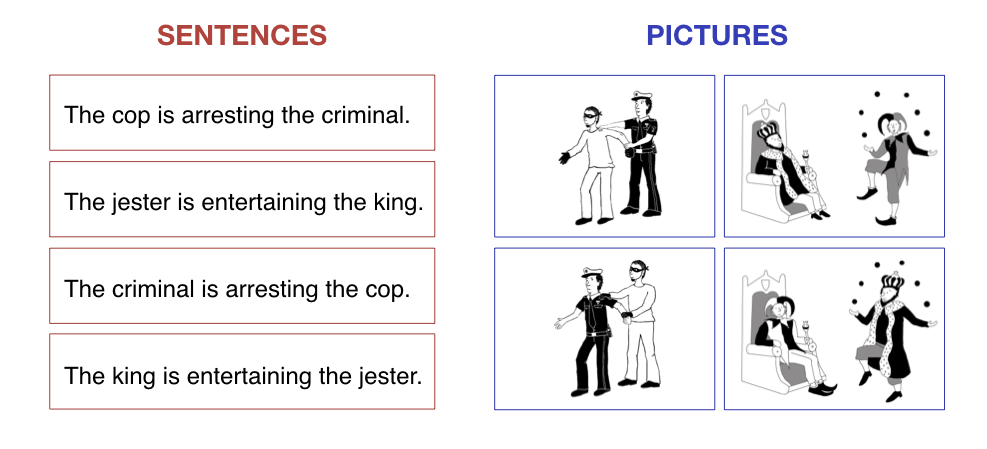 SENTENCES
The cop is arresting the criminal.
The jester is entertaining the king.
The criminal is arresting the cop.
The king is entertaining the jester.
PICTURES